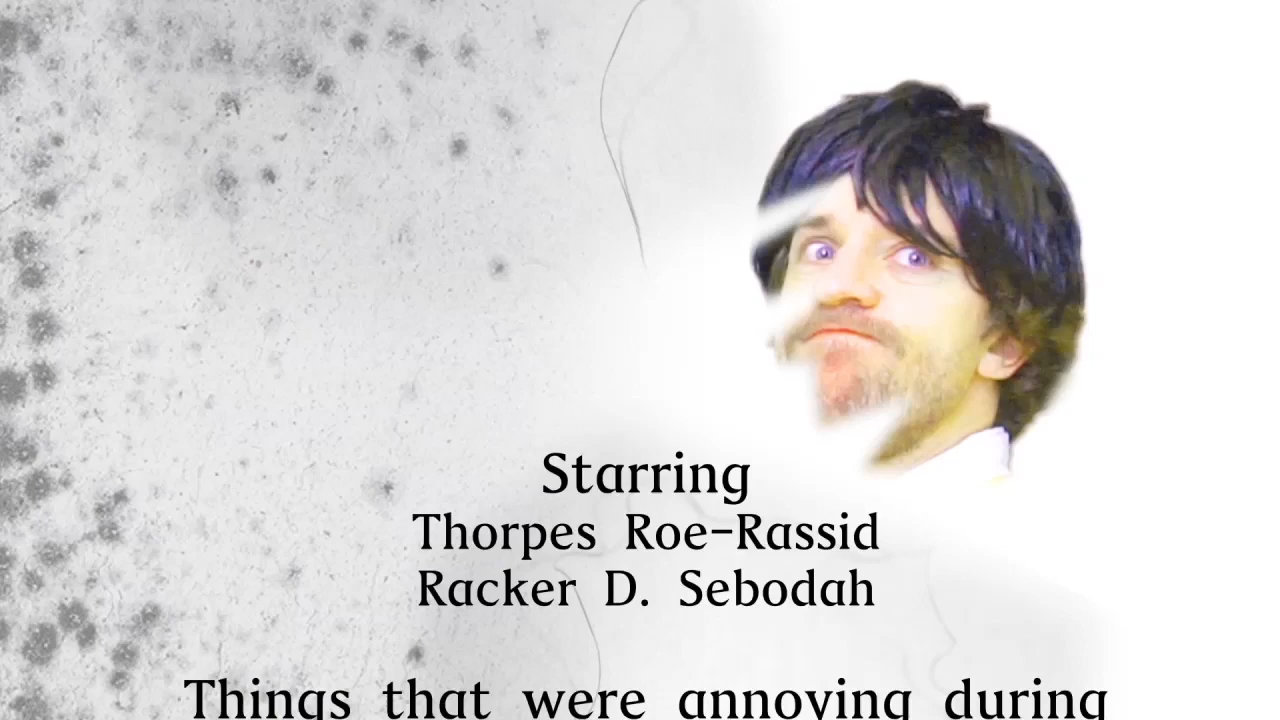 Starring
Thorpes Roe-Rassid
Racker D. Sebodah
Things that were annoying during